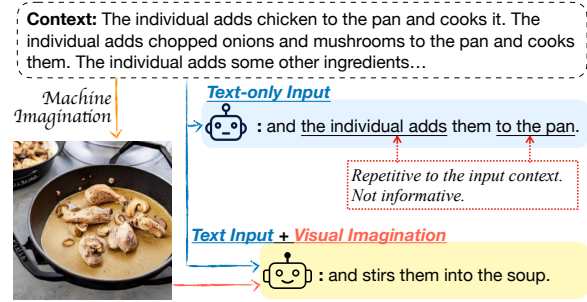 Context: The individual adds chicken to the pan and cooks it. The
individual adds chopped onions and mushrooms to the pan and cooks
them. The individual adds some other ingredients…
Machine
Imagination
Text-only Input
: and the individual adds them to the pan.
Repetitive to the input context.
Not informative.
Text Input + Visual Imagination
: and stirs them into the soup.